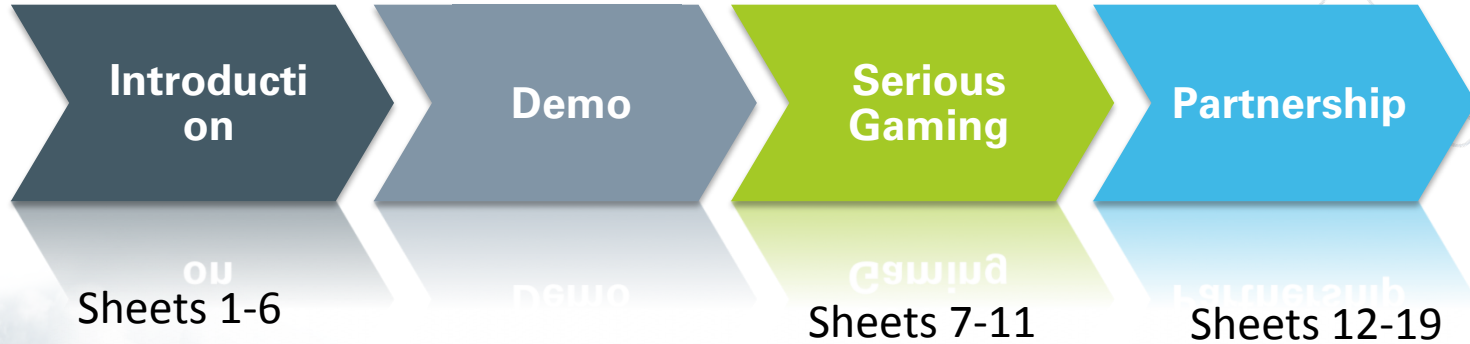 Introducti
on
Demo
Serious
Gaming
Partnership
Sheets 1-6
Sheets 7-11
Sheets 12-19